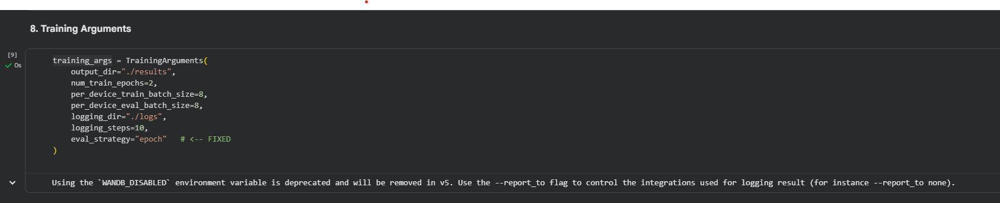 8. Training Arguments
[9]
0s
training_args = TrainingArguments(
    output_dir="./results",
    num_train_epochs=2,
    per_device_train_batch_size=8,
    per_device_eval_batch_size=8,
    logging_dir="./logs",
    logging_steps=10,
    eval_strategy="epoch"   # <-- FIXED
)
Using the `WANDB_DISABLED` environment variable is deprecated and will be removed in v5. Use the --report_to flag to control the integrations used for logging result (for instance --report_to none).